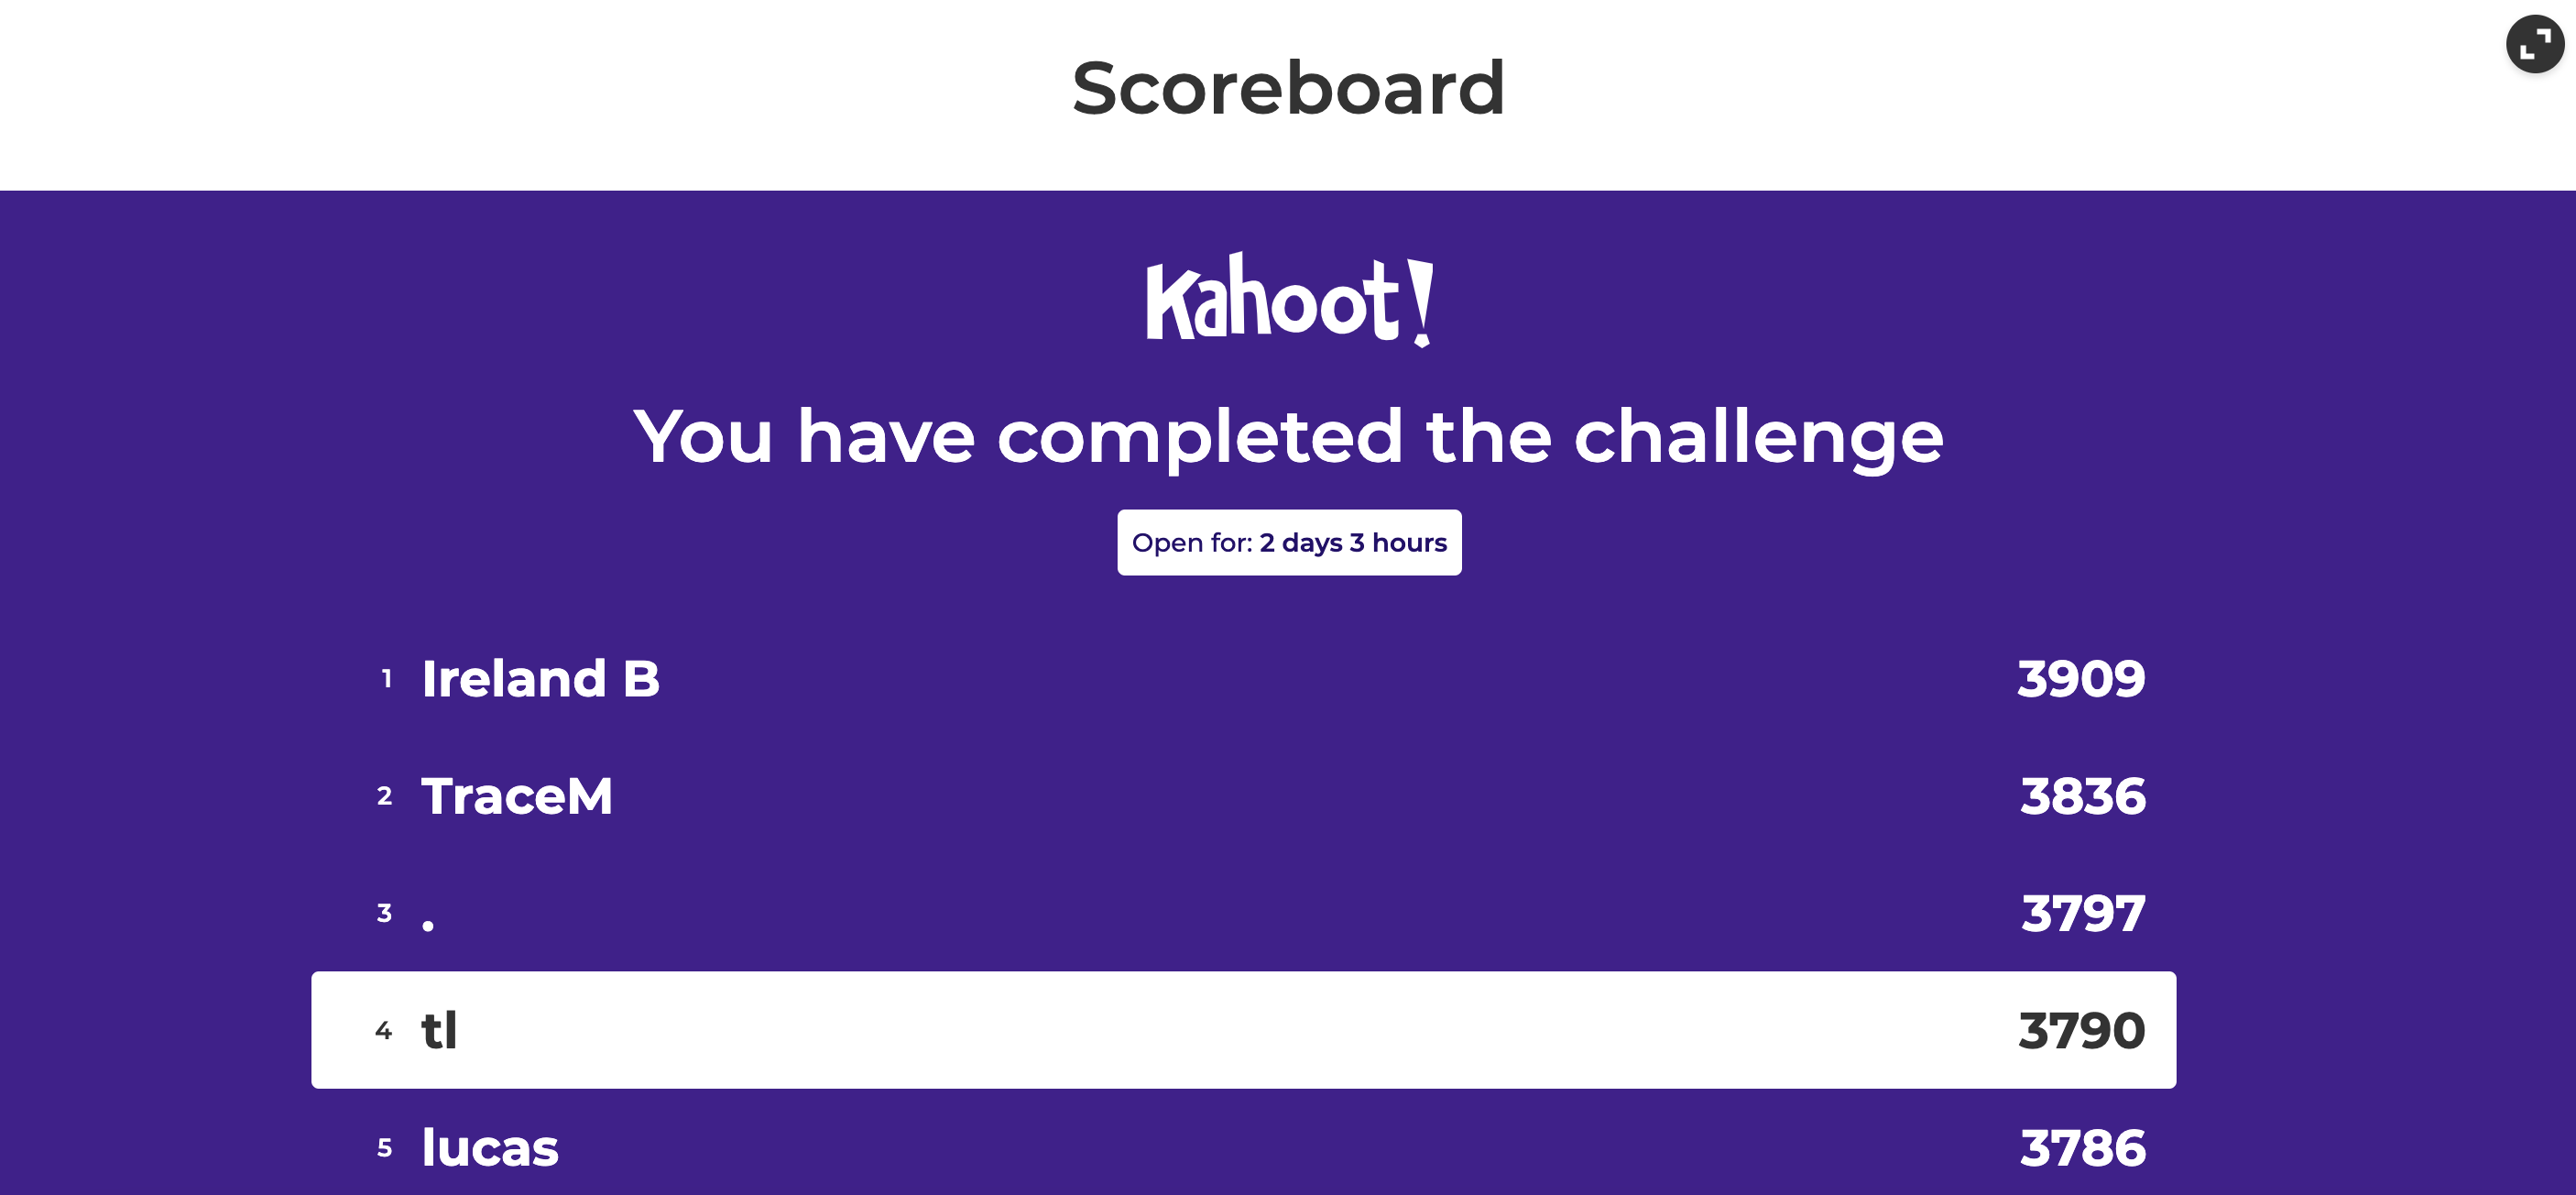 Scoreboard
Kahoot!
You have completed the challenge
Open for: 2 days 3 hours
1 Ireland B 3909
2 TraceM 3836
3 . 3797
4 tl 3790
5 lucas 3786